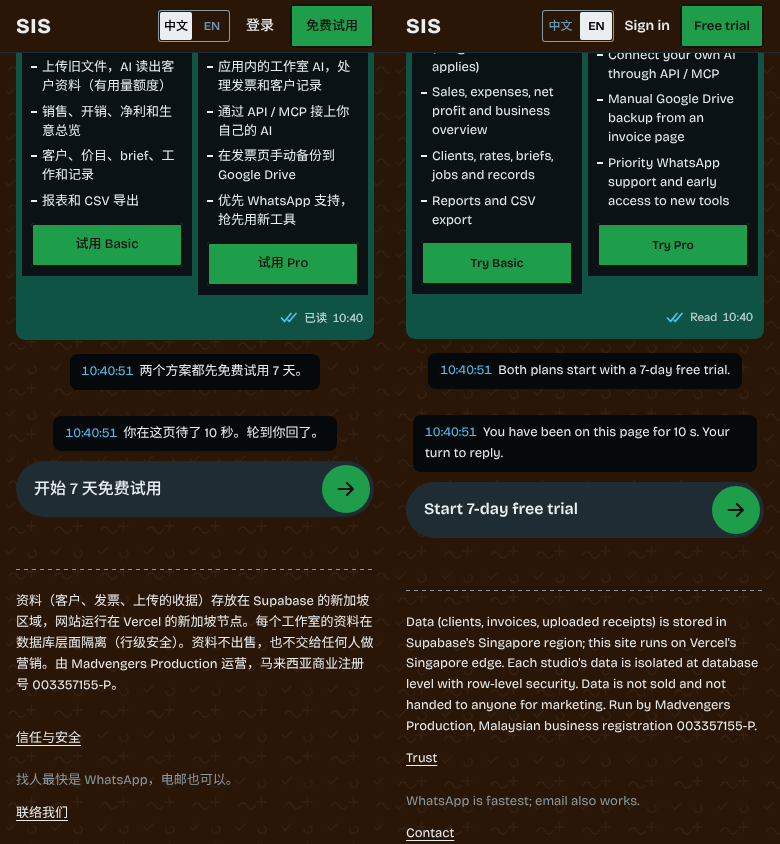 SIS
中文
EN
登录
免费试用
上传旧文件，AI 读出客
户资料（有用量额度）
销售、开销、净利和生
意总览
客户、价目、brief、工
作和记录
报表和 CSV 导出
试用 Basic
应用内的工作室 AI，处
理发票和客户记录
通过 API / MCP 接上你
自己的 AI
在发票页手动备份到
Google Drive
优先 WhatsApp 支持，
抢先用新工具
试用 Pro
已读 10:40
10:40:51 两个方案都先免费试用 7 天。
10:40:51 你在这页待了 10 秒。轮到你回了。
开始 7 天免费试用
资料（客户、发票、上传的收据）存放在 Supabase 的新加坡
区域，网站运行在 Vercel 的新加坡节点。每个工作室的资料在
数据库层面隔离（行级安全）。资料不出售，也不交给任何人做
营销。由 Madvengers Production 运营，马来西亚商业注册
号 003357155-P。
信任与安全
找人最快是 WhatsApp，电邮也可以。
联络我们
SIS
中文
EN
Sign in
Free trial
applies)
Sales, expenses, net
profit and business
overview
Clients, rates, briefs,
jobs and records
Reports and CSV
export
Try Basic
Connect your own AI
through API / MCP
Manual Google Drive
backup from an
invoice page
Priority WhatsApp
support and early
access to new tools
Try Pro
Read 10:40
10:40:51 Both plans start with a 7-day free trial.
10:40:51 You have been on this page for 10 s. Your
turn to reply.
Start 7-day free trial
Data (clients, invoices, uploaded receipts) is stored in
Supabase's Singapore region; this site runs on Vercel's
Singapore edge. Each studio's data is isolated at database
level with row-level security. Data is not sold and not
handed to anyone for marketing. Run by Madvengers
Production, Malaysian business registration 003357155-P.
Trust
WhatsApp is fastest; email also works.
Contact